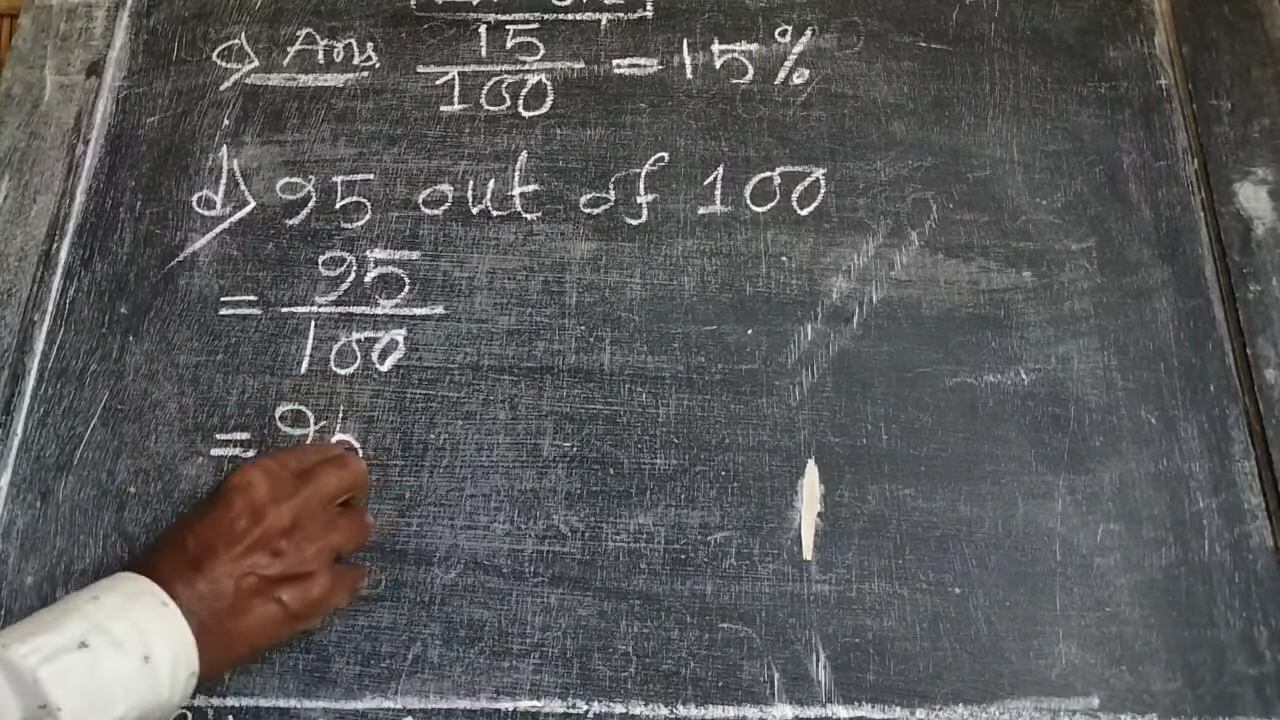 c) Ans 15/100 = 15%
d) 95 out of 100
= 95/100
= 95